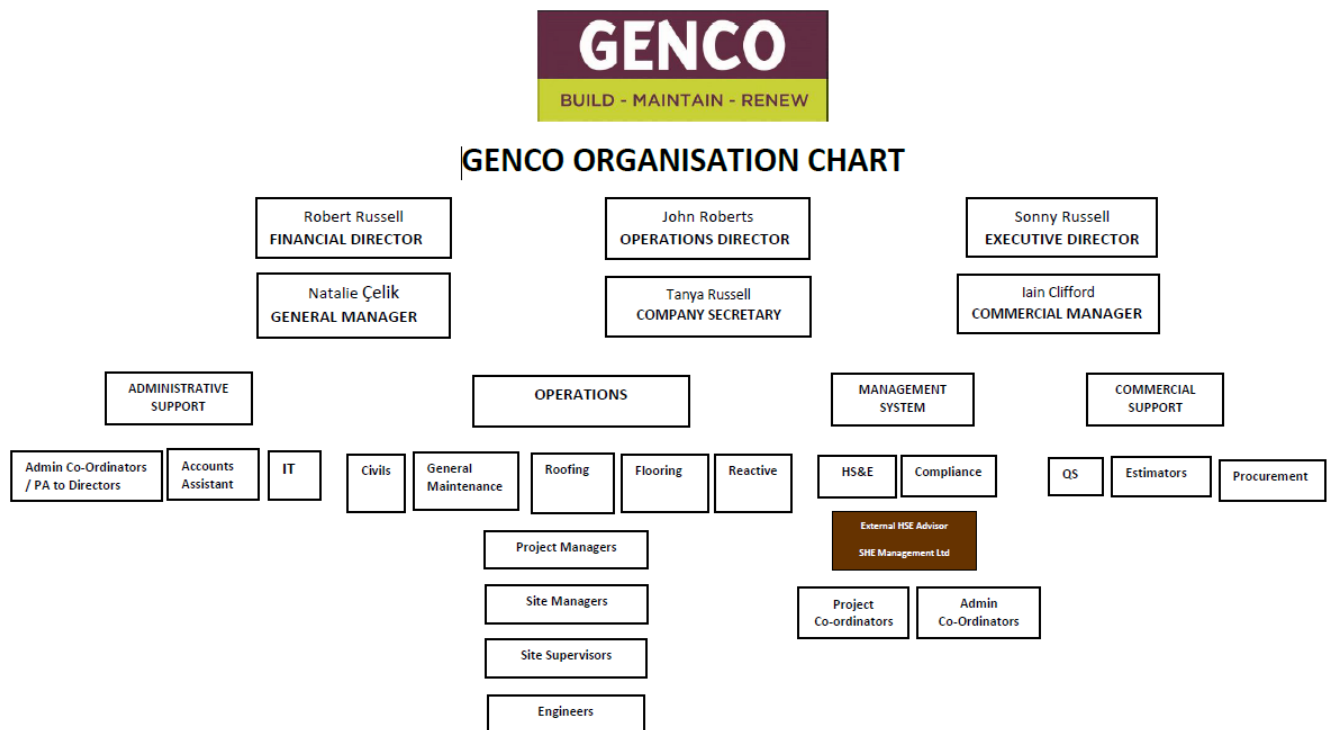 GENCO
BUILD - MAINTAIN - RENEW
GENCO ORGANISATION CHART
Robert Russell
FINANCIAL DIRECTOR
John Roberts
OPERATIONS DIRECTOR
Sonny Russell
EXECUTIVE DIRECTOR
Natalie Çelik
GENERAL MANAGER
Tanya Russell
COMPANY SECRETARY
Iain Clifford
COMMERCIAL MANAGER
ADMINISTRATIVE
SUPPORT
OPERATIONS
MANAGEMENT
SYSTEM
COMMERCIAL
SUPPORT
Admin Co-Ordinators
/ PA to Directors
Accounts
Assistant
IT
Civils
General
Maintenance
Roofing
Flooring
Reactive
HS&E
Compliance
QS
Estimators
Procurement
External HSE Advisor
SHE Management Ltd
Project Managers
Site Managers
Site Supervisors
Engineers
Project
Co-ordinators
Admin
Co-Ordinators